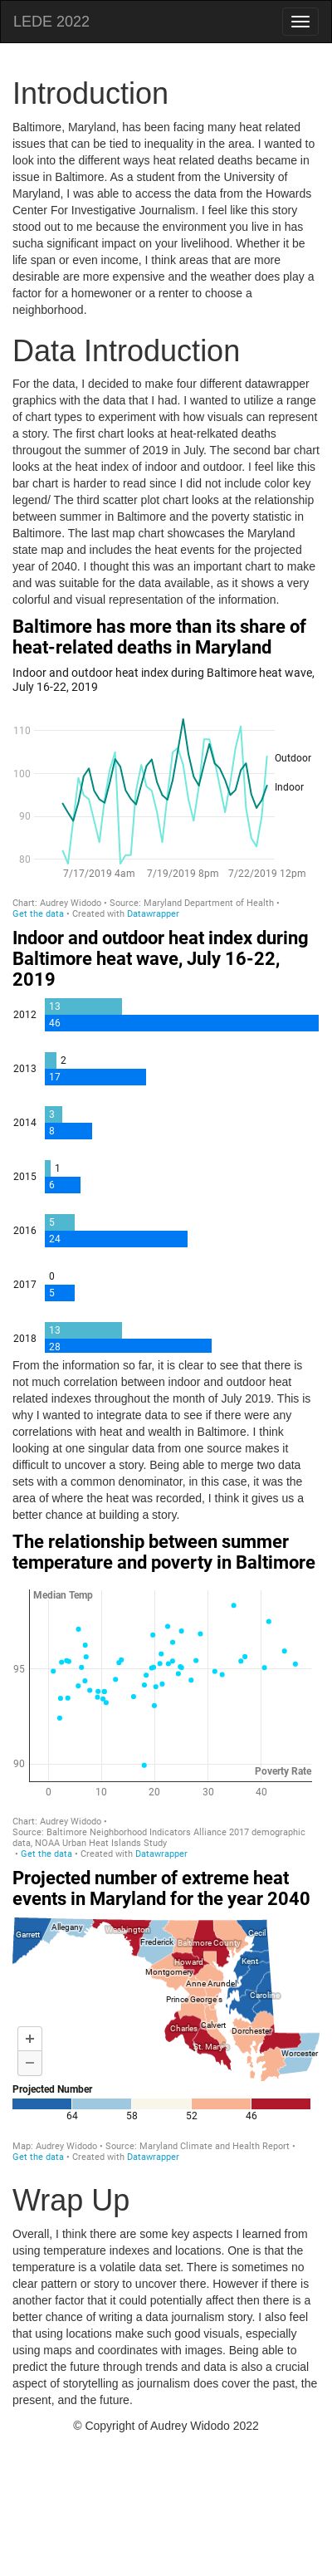 LEDE 2022
Introduction
Baltimore, Maryland, has been facing many heat related
issues that can be tied to inequality in the area. I wanted to
look into the different ways heat related deaths became in
issue in Baltimore. As a student from the University of
Maryland, I was able to access the data from the Howards
Center For Investigative Journalism. I feel like this story
stood out to me because the environment you live in has
sucha significant impact on your livelihood. Whether it be
life span or even income, I think areas that are more
desirable are more expensive and the weather does play a
factor for a homewoner or a renter to choose a
neighborhood.
Data Introduction
For the data, I decided to make four different datawrapper
graphics with the data that I had. I wanted to utilize a range
of chart types to experiment with how visuals can represent
a story. The first chart looks at heat-relkated deaths
througout the summer of 2019 in July. The second bar chart
looks at the heat index of indoor and outdoor. I feel like this
bar chart is harder to read since I did not include color key
legend/ The third scatter plot chart looks at the relationship
between summer in Baltimore and the poverty statistic in
Baltimore. The last map chart showcases the Maryland
state map and includes the heat events for the projected
year of 2040. I thought this was an important chart to make
and was suitable for the data available, as it shows a very
colorful and visual representation of the information.
Baltimore has more than its share of
heat-related deaths in Maryland
Indoor and outdoor heat index during Baltimore heat wave,
July 16-22, 2019
110
100
90
80
Outdoor
Indoor
7/17/2019 4am 7/19/2019 8pm 7/22/2019 12pm
Chart: Audrey Widodo • Source: Maryland Department of Health •
Get the data • Created with Datawrapper
Indoor and outdoor heat index during
Baltimore heat wave, July 16-22,
2019
2012 13
46
2013 2
17
2014 3
8
2015 1
6
2016 5
24
2017 0
5
2018 13
28
From the information so far, it is clear to see that there is
not much correlation between indoor and outdoor heat
related indexes throughout the month of July 2019. This is
why I wanted to integrate data to see if there were any
correlations with heat and wealth in Baltimore. I think
looking at one singular data from one source makes it
difficult to uncover a story. Being able to merge two data
sets with a common denominator, in this case, it was the
area of where the heat was recorded, I think it gives us a
better chance at building a story.
The relationship between summer
temperature and poverty in Baltimore
Median Temp
95
90
Poverty Rate
0 10 20 30 40
Chart: Audrey Widodo •
Source: Baltimore Neighborhood Indicators Alliance 2017 demographic
data, NOAA Urban Heat Islands Study
• Get the data • Created with Datawrapper
Projected number of extreme heat
events in Maryland for the year 2040
Garrett
Allegany
Washington
Frederick
Baltimore County
Cecil
Howard
Kent
Montgomery
Anne Arundel
Caroline
Prince George's
Charles
Calvert
Dorchester
St. Mary's
Worcester
+
−
Projected Number
64 58 52 46
Map: Audrey Widodo • Source: Maryland Climate and Health Report •
Get the data • Created with Datawrapper
Wrap Up
Overall, I think there are some key aspects I learned from
using temperature indexes and locations. One is that the
temperature is a volatile data set. There is sometimes no
clear pattern or story to uncover there. However if there is
another factor that it could potentially affect then there is a
better chance of writing a data journalism story. I also feel
that using locations make such good visuals, especially
using maps and coordinates with images. Being able to
predict the future through trends and data is also a crucial
aspect of storytelling as journalism does cover the past, the
present, and the future.
© Copyright of Audrey Widodo 2022